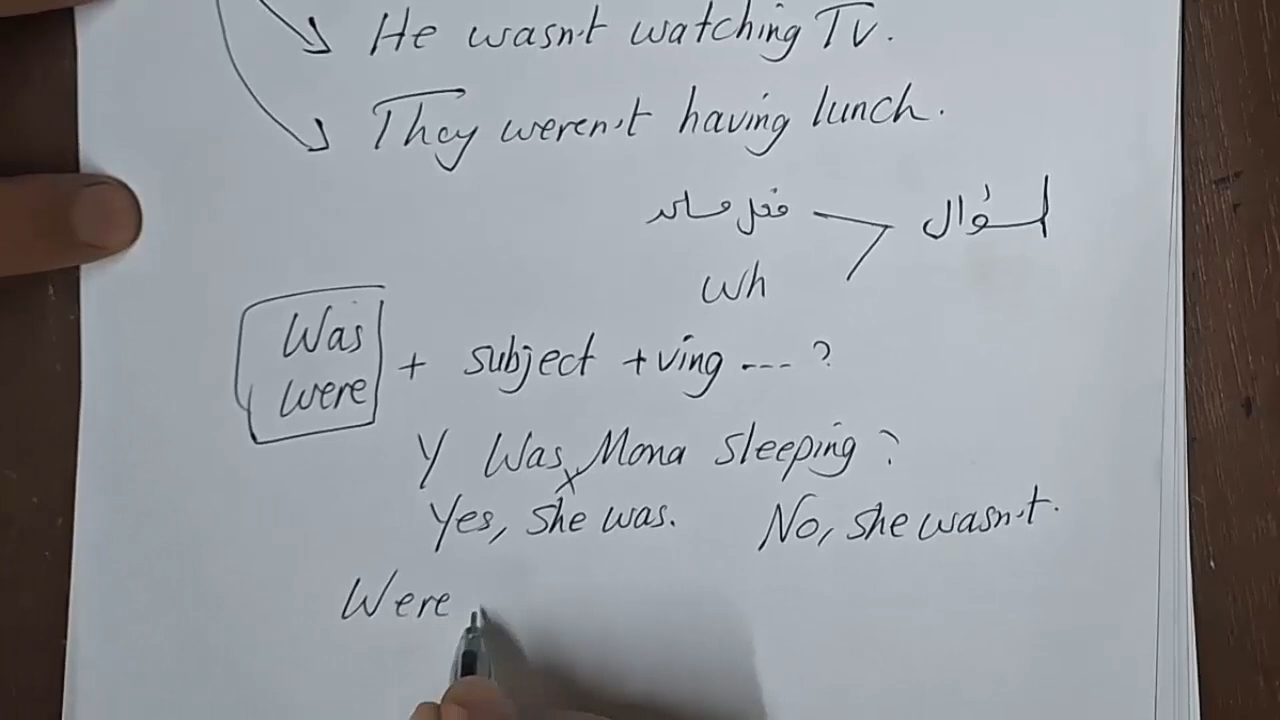 He wasn't watching TV.
They weren't having lunch.
السؤال
فعل مساعد
Wh
Was
were
+ subject + ving ---- ?
Y Was x Mona sleeping ?
Yes, she was. No, she wasn't.
Were